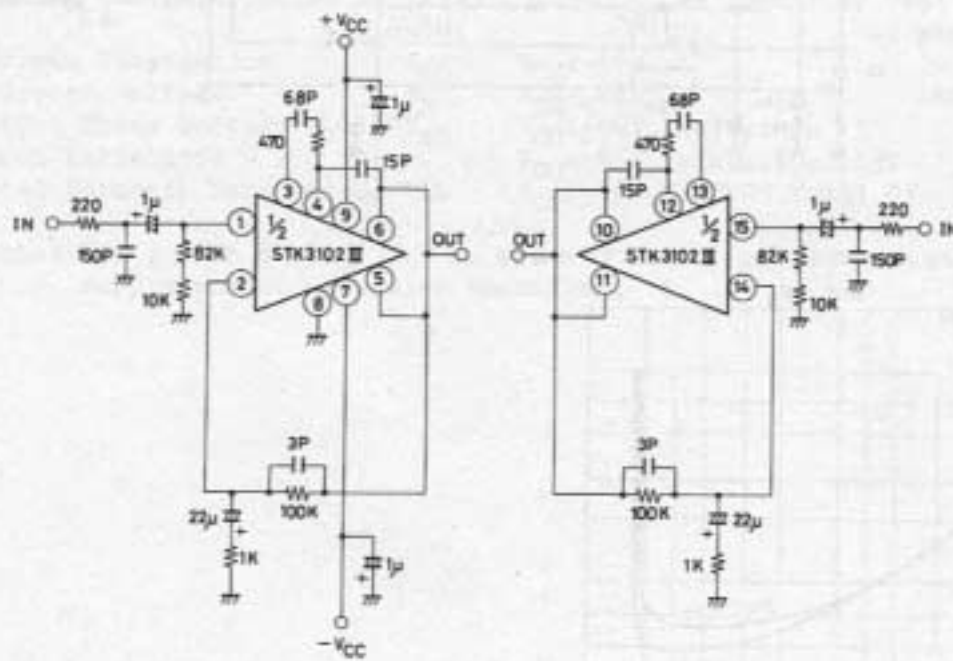 +VCC
68P
1μ
470
15P
3
4
9
6
IN
220
1μ
1
1/2
STK3102 III
OUT
150P
82K
2
5
10K
8
7
3P
100K
22μ
1K
1μ
-VCC
68P
470
15P
13
12
10
1/2
15
1μ
220
IN
OUT
STK3102 III
11
14
82K
150P
10K
3P
100K
22μ
1K